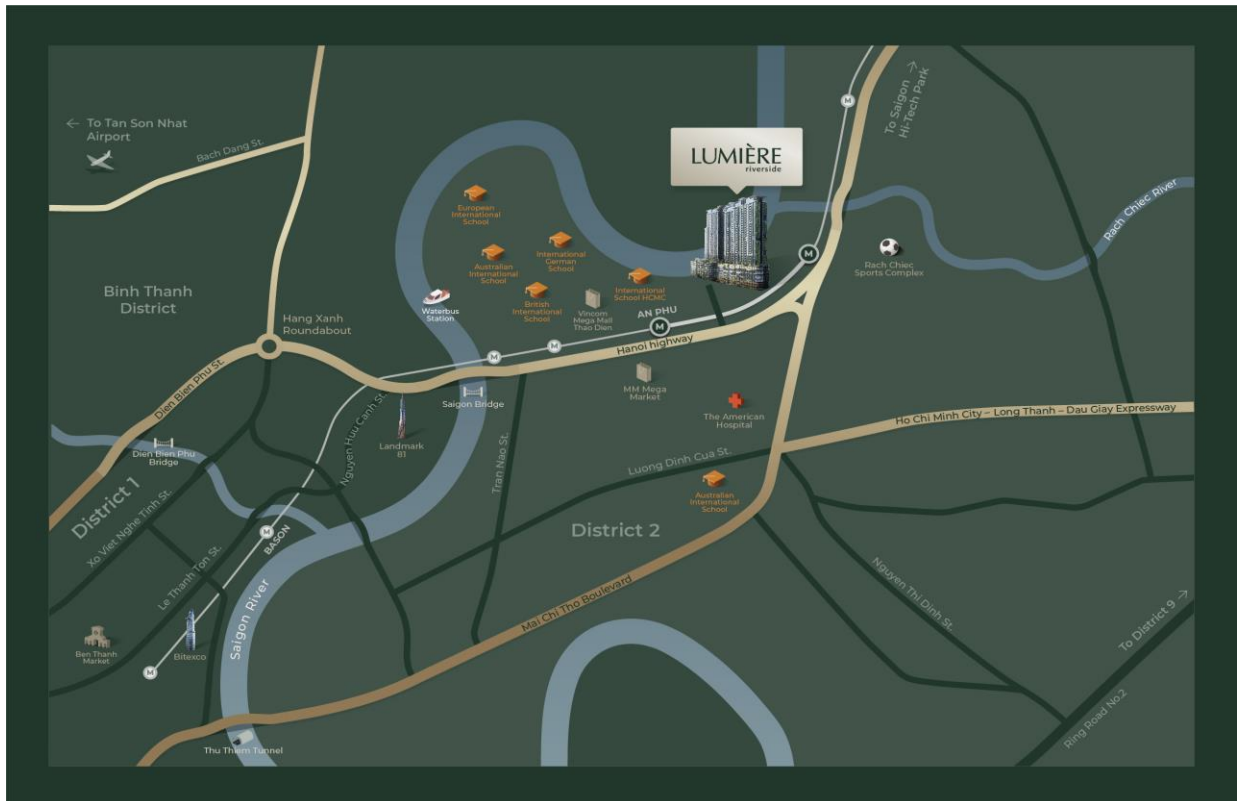 ← To Tan Son Nhat
Airport
Bach Dang St.
To Saigon
Hi-Tech Park
M
LUMIÈRE
riverside
European
International
School
Rach Chiec River
Australian
International
School
International
German
School
M
Rach Chiec
Sports Complex
Binh Thanh
District
Waterbus
Station
British
International
School
Vincom
Mega Mall
Thao Dien
International
School HCMC
AN PHU
M
Hang Xanh
Roundabout
M
M
Hanoi highway
Dien Bien Phu St.
Saigon Bridge
MM Mega
Market
The American
Hospital
Ho Chi Minh City – Long Thanh – Dau Giay Expressway
Nguyen Huu Canh St.
Landmark
81
Dien Bien Phu
Bridge
Tran Nao St.
Luong Dinh Cua St.
Australian
International
School
District 1
Xo Viet Nghe Tinh St.
M
BASON
District 2
Le Thanh Ton St.
Saigon River
Mai Chi Tho Boulevard
Nguyen Thi Dinh St.
To District 9
Ben Thanh
Market
Bitexco
M
Ring Road No.2
Thu Thiem Tunnel